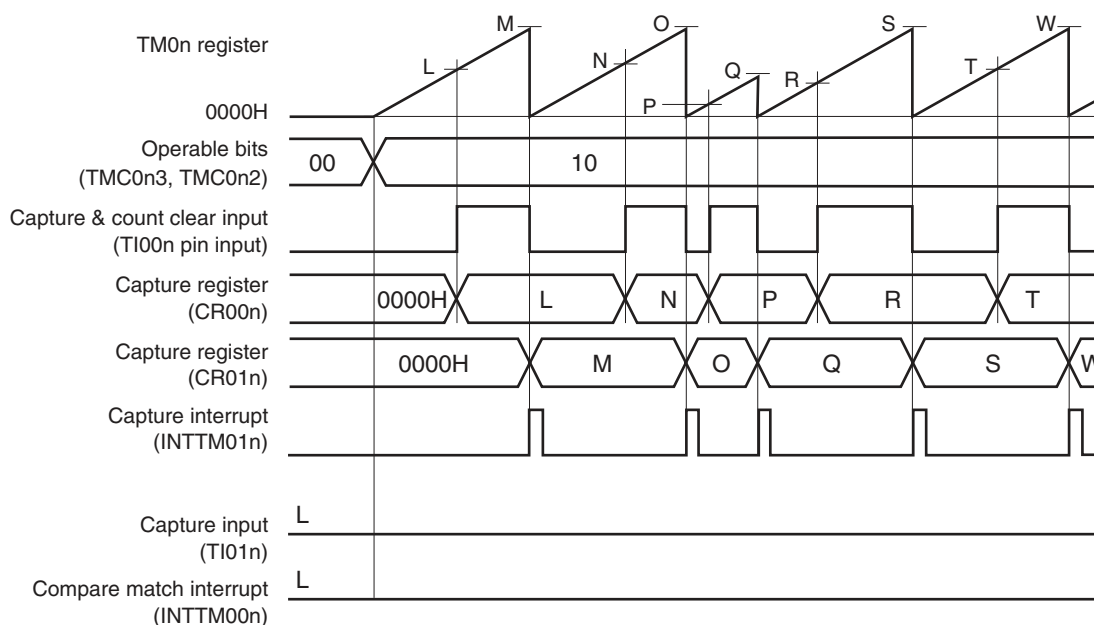 TM0n register
0000H
L
M
N
O
P
Q
R
S
T
W
Operable bits
(TMC0n3, TMC0n2)
00
10
Capture & count clear input
(TI00n pin input)
Capture register
(CR00n)
0000H
L
N
P
R
T
Capture register
(CR01n)
0000H
M
O
Q
S
W
Capture interrupt
(INTTM01n)
Capture input
(TI01n)
L
Compare match interrupt
(INTTM00n)
L